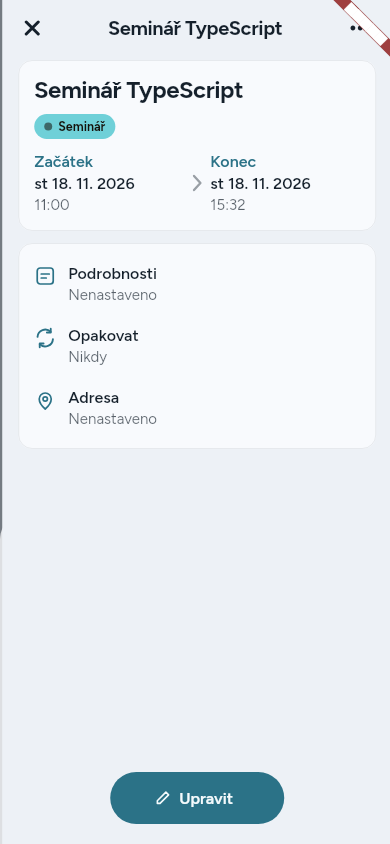 Seminář TypeScript
Seminář TypeScript
Seminář
Začátek
st 18. 11. 2026
11:00
Konec
st 18. 11. 2026
15:32
Podrobnosti
Nenastaveno
Opakovat
Nikdy
Adresa
Nenastaveno
Upravit